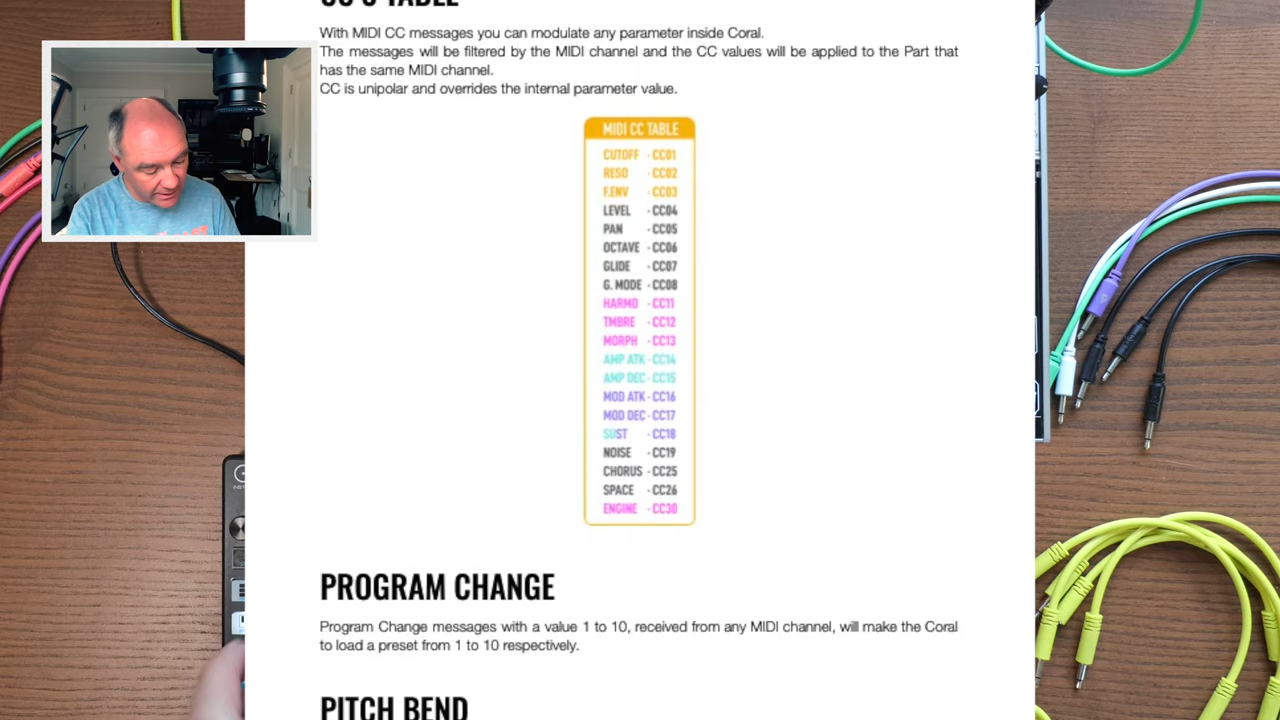 CC'S TABLE
With MIDI CC messages you can modulate any parameter inside Coral.
The messages will be filtered by the MIDI channel and the CC values will be applied to the Part that
has the same MIDI channel.
CC is unipolar and overrides the internal parameter value.
MIDI CC TABLE
CUTOFF - CC01
RESO - CC02
F.ENV - CC03
LEVEL - CC04
PAN - CC05
OCTAVE - CC06
GLIDE - CC07
G. MODE - CC08
HARMO - CC11
TMBRE - CC12
MORPH - CC13
AMP ATK - CC14
AMP DEC - CC15
MOD ATK - CC16
MOD DEC - CC17
SUST - CC18
NOISE - CC19
CHORUS - CC25
SPACE - CC26
ENGINE - CC30
PROGRAM CHANGE
Program Change messages with a value 1 to 10, received from any MIDI channel, will make the Coral
to load a preset from 1 to 10 respectively.
PITCH BEND